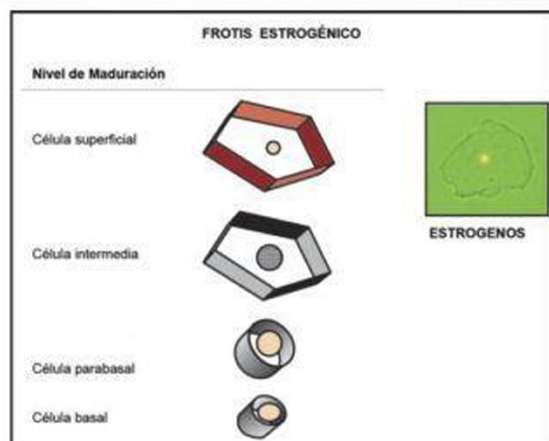 FROTIS ESTROGÉNICO
Nivel de Maduración
Célula superficial
ESTROGENOS
Célula intermedia
Célula parabasal
Célula basal